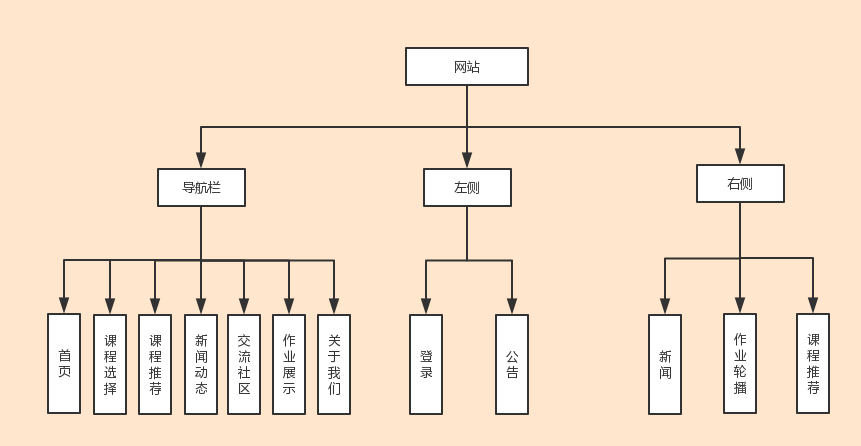 网站
导航栏
左侧
右侧
首页
课程选择
课程推荐
新闻动态
交流社区
作业展示
关于我们
登录
公告
新闻
作业轮播
课程推荐